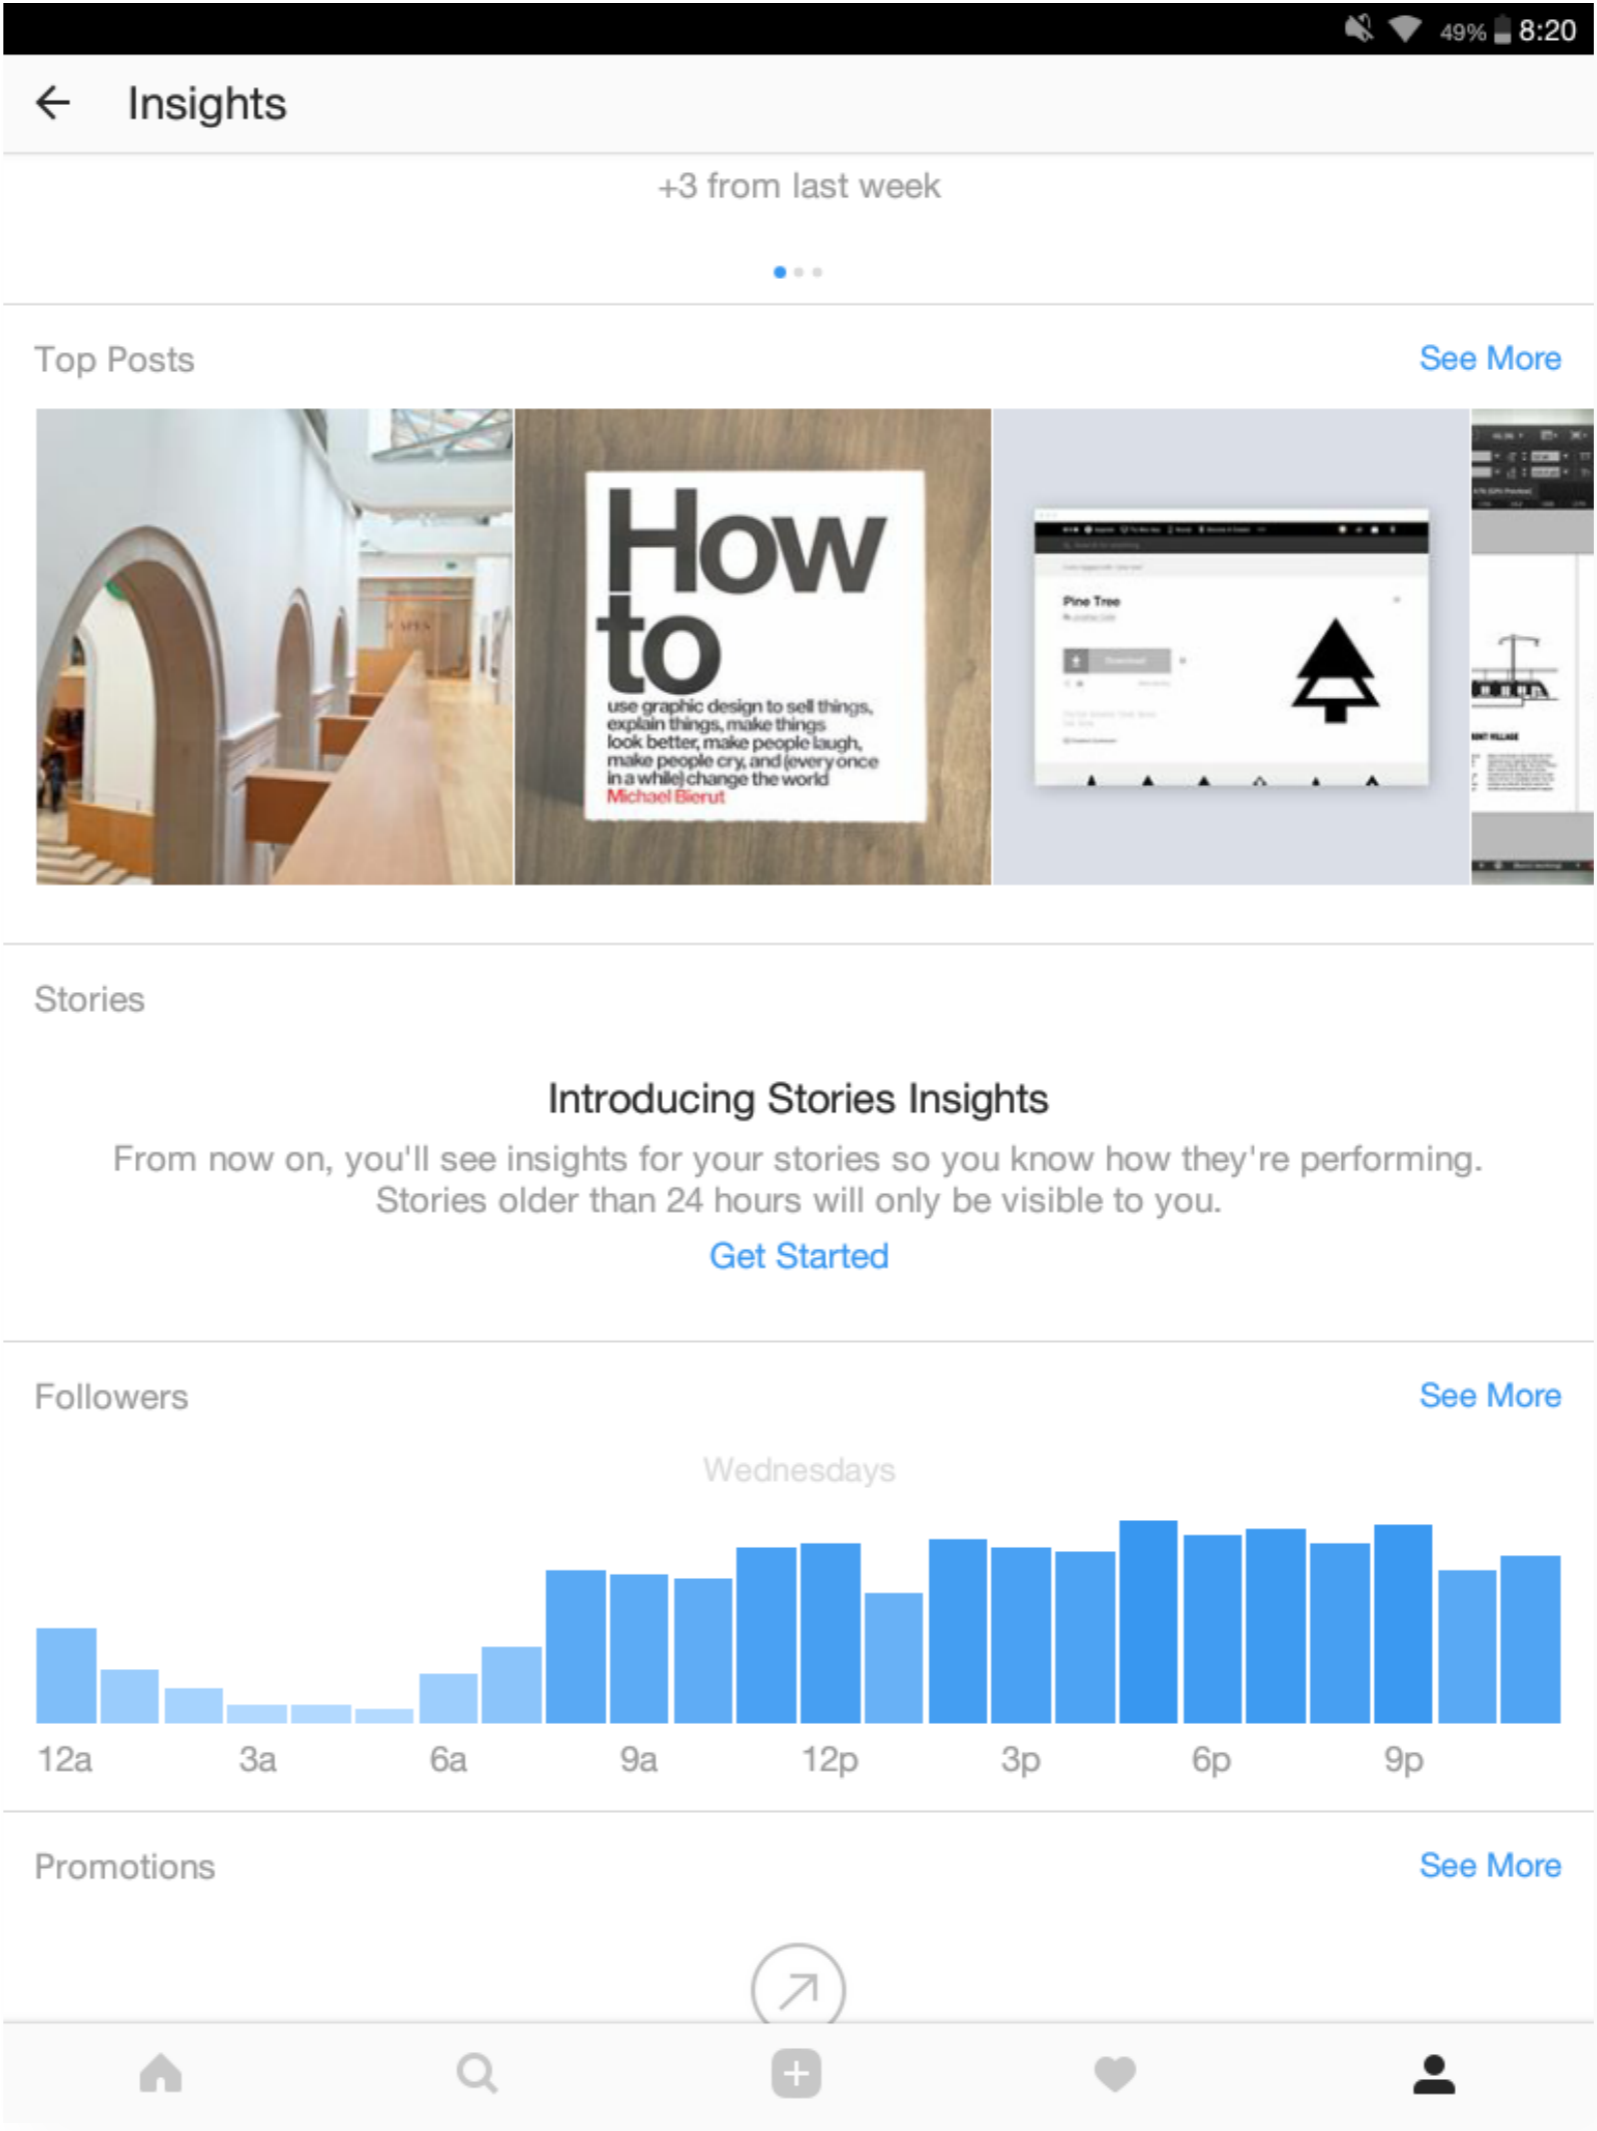 49% 8:20
Insights
+3 from last week
Top Posts
See More
How
to
use graphic design to sell things,
explain things, make things
look better, make people laugh,
make people cry, and (every once
in a while) change the world
Michael Bierut
Pine Tree
Download
Stories
Introducing Stories Insights
From now on, you'll see insights for your stories so you know how they're performing.
Stories older than 24 hours will only be visible to you.
Get Started
Followers
See More
Wednesdays
12a 3a 6a 9a 12p 3p 6p 9p
Promotions
See More